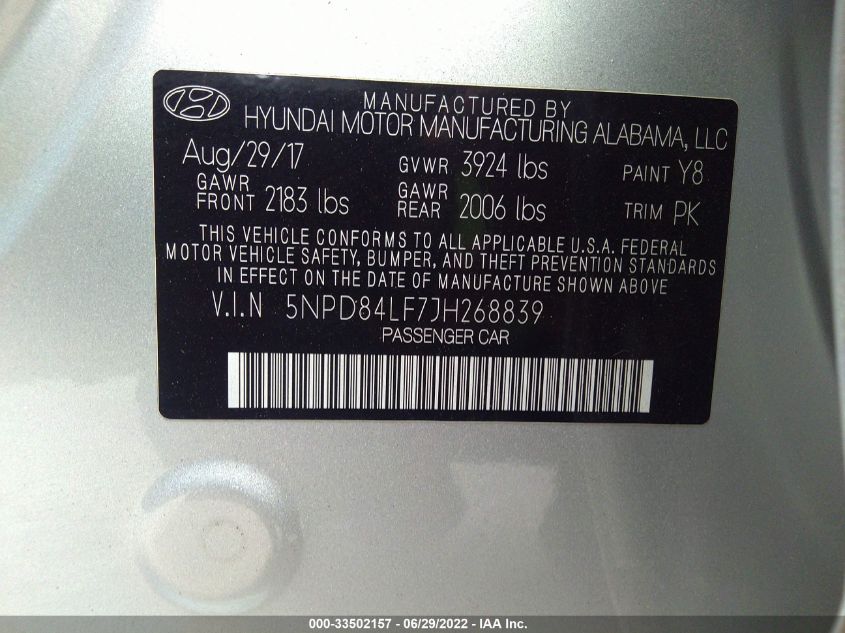 MANUFACTURED BY
HYUNDAI MOTOR MANUFACTURING ALABAMA, LLC
Aug/29/17 GVWR 3924 lbs PAINT Y8
GAWR FRONT 2183 lbs GAWR REAR 2006 lbs TRIM PK
THIS VEHICLE CONFORMS TO ALL APPLICABLE U.S.A. FEDERAL
MOTOR VEHICLE SAFETY, BUMPER, AND THEFT PREVENTION STANDARDS
IN EFFECT ON THE DATE OF MANUFACTURE SHOWN ABOVE
V.I.N 5NPD84LF7JH268839
PASSENGER CAR
000-33502157 - 06/29/2022 - IAA Inc.